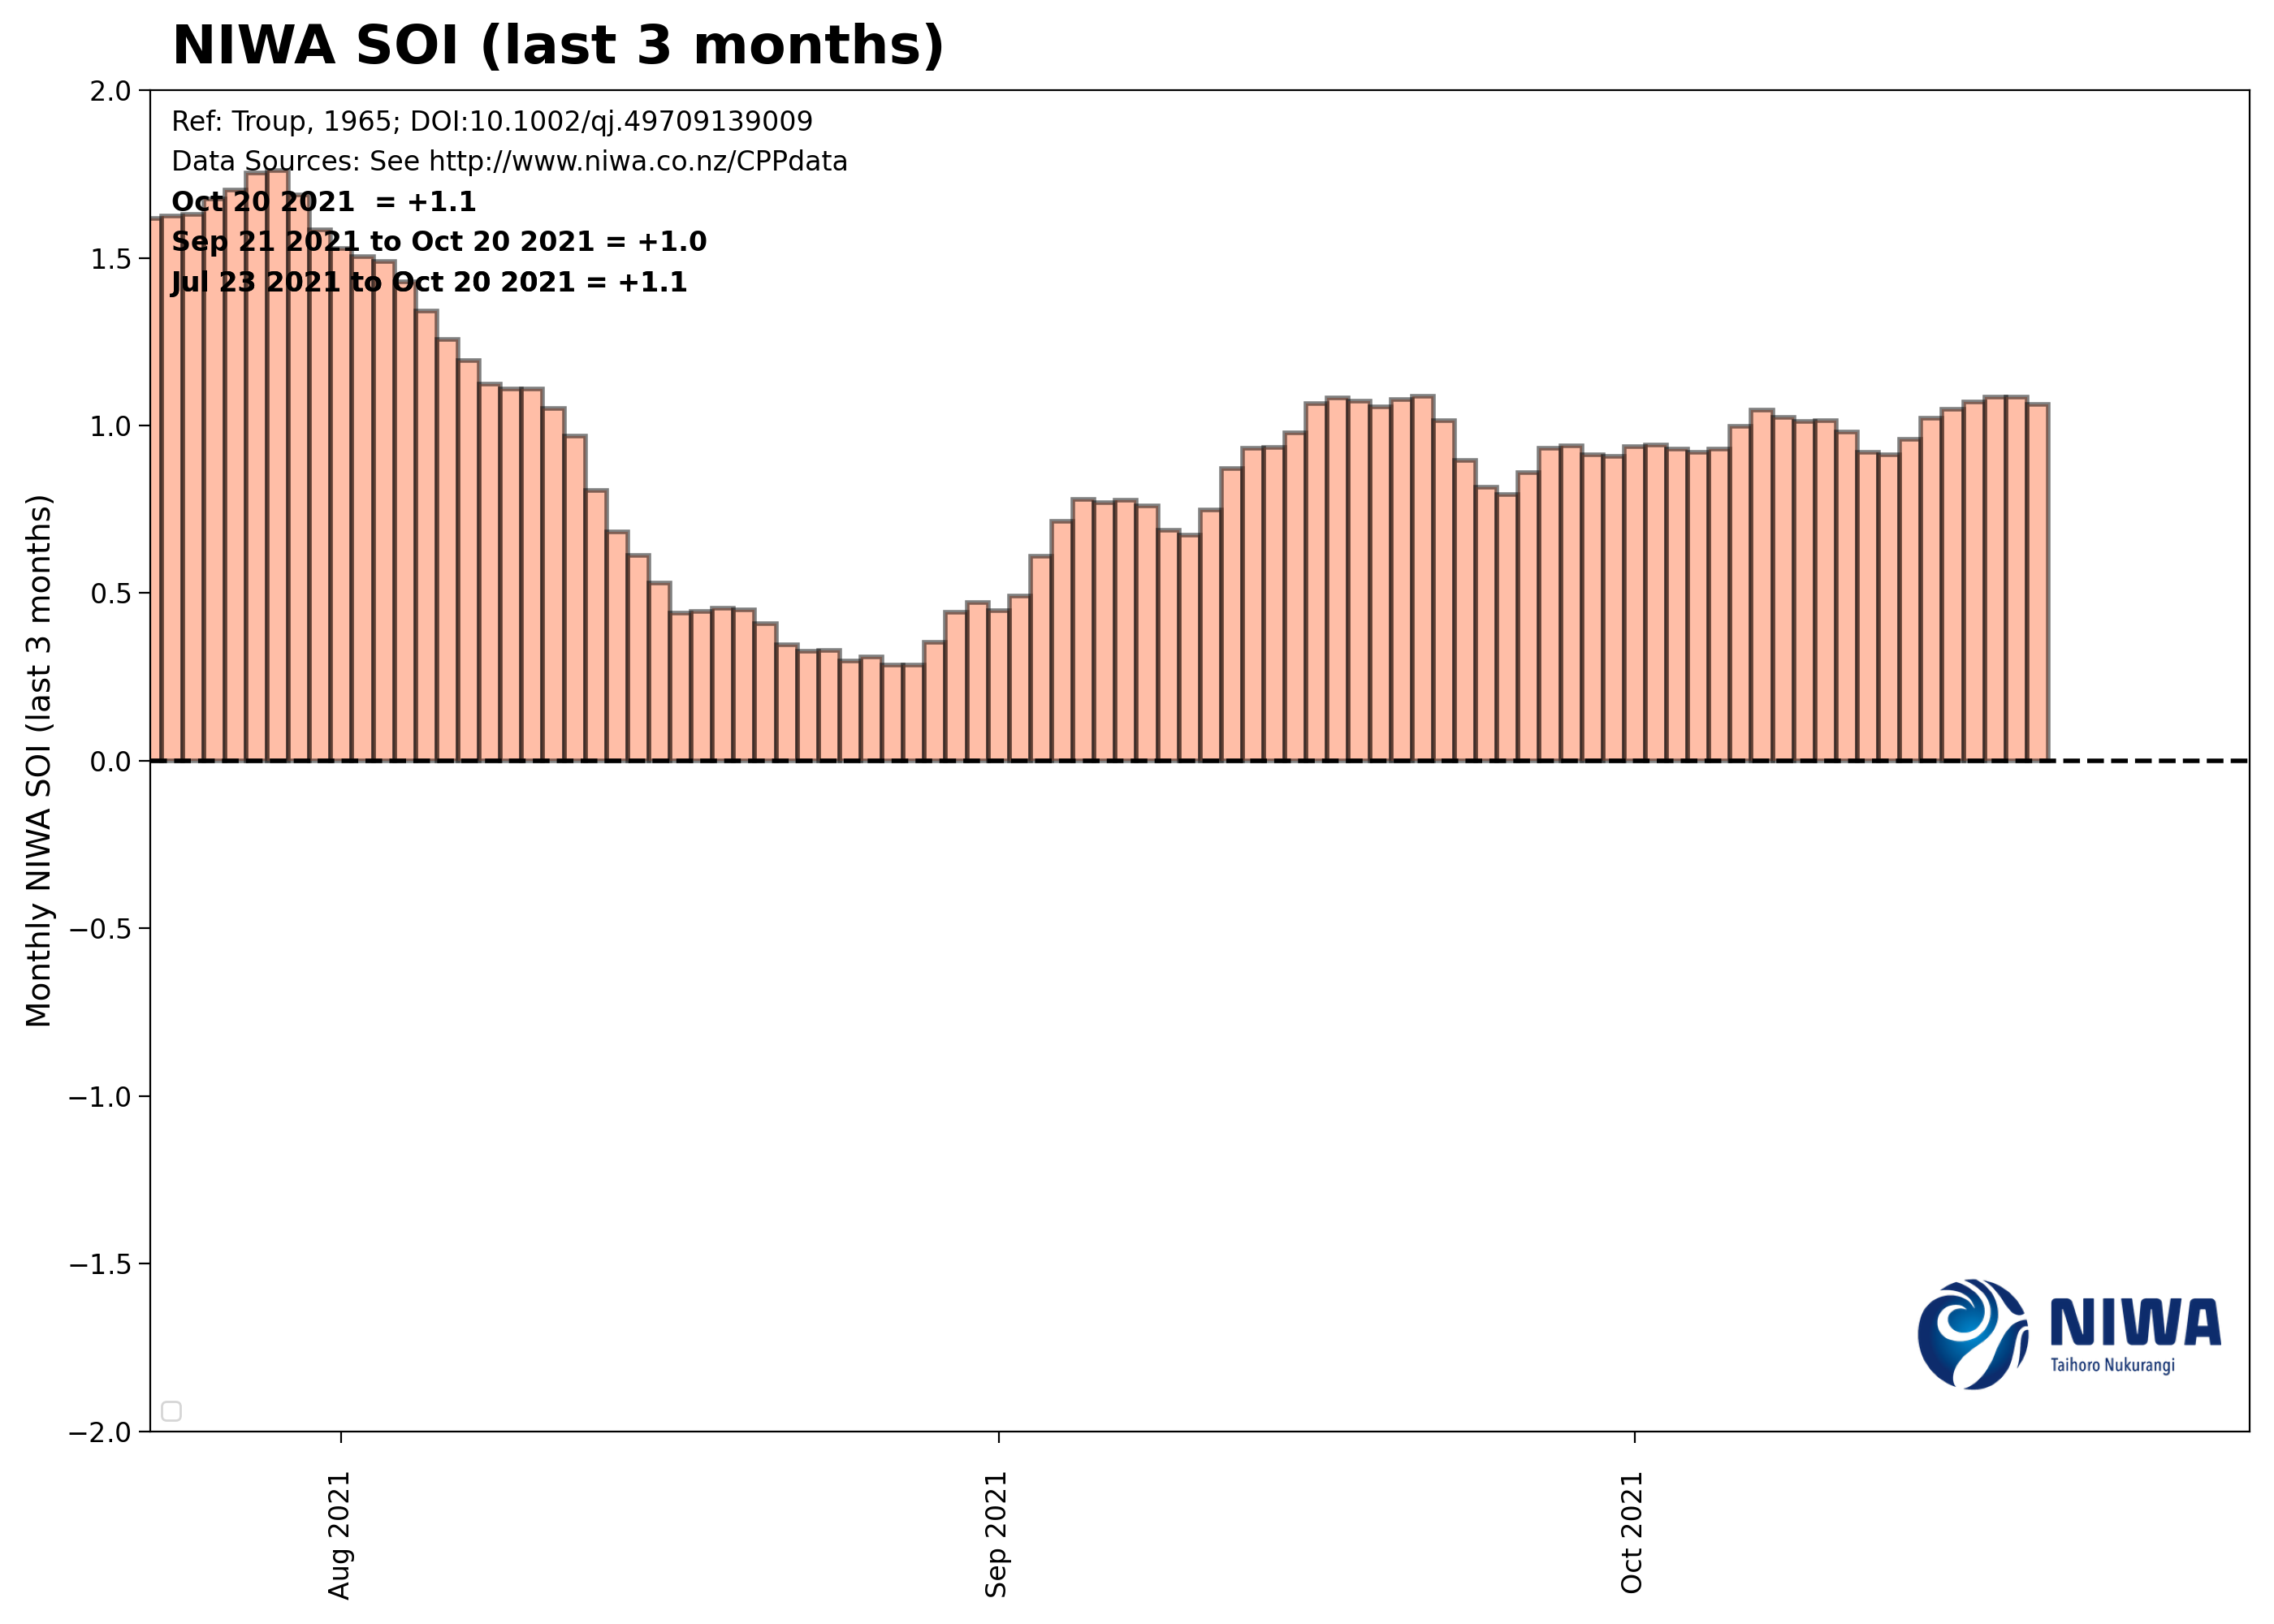 NIWA SOI (last 3 months)
Ref: Troup, 1965; DOI:10.1002/qj.49709139009
Data Sources: See http://www.niwa.co.nz/CPPdata
Oct 20 2021  = +1.1
Sep 21 2021 to Oct 20 2021 = +1.0
Jul 23 2021 to Oct 20 2021 = +1.1
Monthly NIWA SOI (last 3 months)
2.0
1.5
1.0
0.5
0.0
−0.5
−1.0
−1.5
−2.0
NIWA
Taihoro Nukurangi
Aug 2021
Sep 2021
Oct 2021